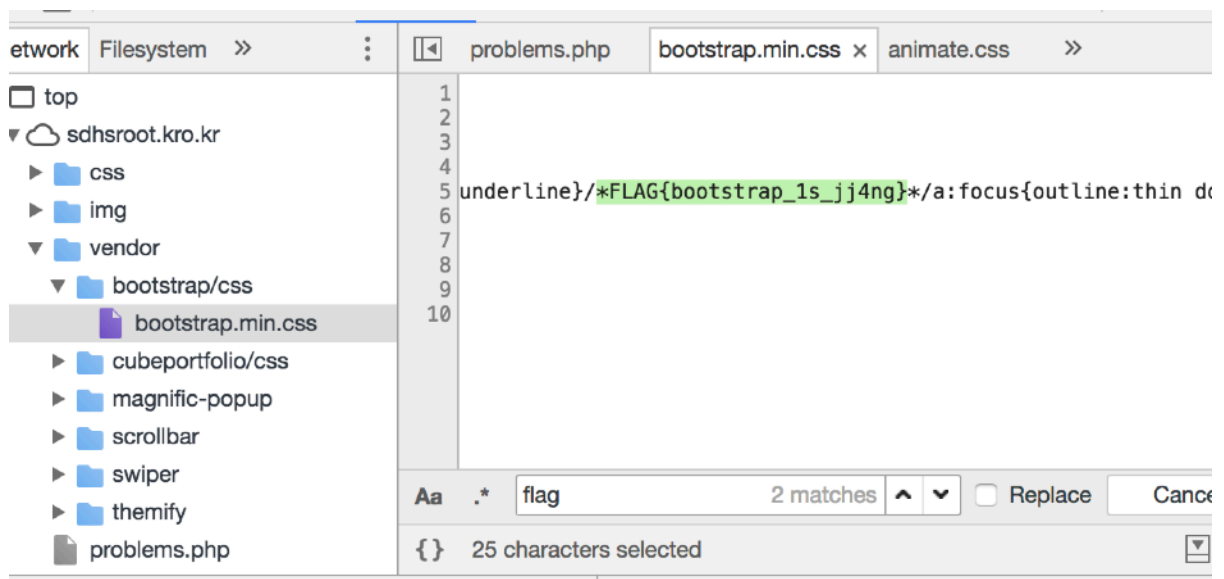 etwork Filesystem »
problems.php bootstrap.min.css × animate.css »
top
sdhsroot.kro.kr
css
img
vendor
bootstrap/css
bootstrap.min.css
cubeportfolio/css
magnific-popup
scrollbar
swiper
themify
problems.php
1
2
3
4
5 underline}/*FLAG{bootstrap_1s_jj4ng}*/a:focus{outline:thin do
6
7
8
9
10
Aa .* flag 2 matches Replace Cance
{} 25 characters selected